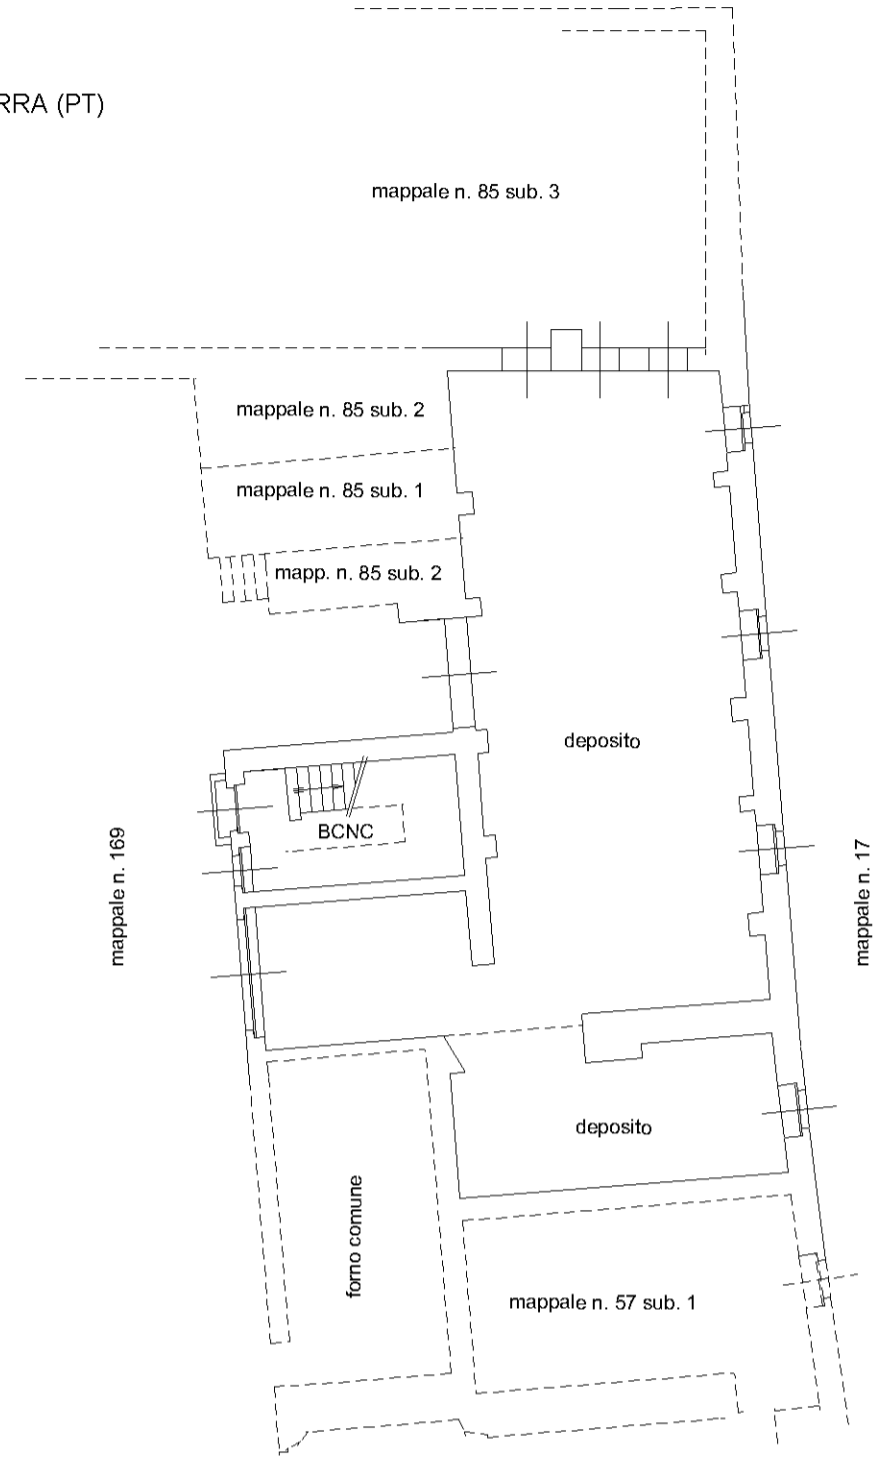 RRA (PT)
mappale n. 85 sub. 3
mappale n. 85 sub. 2
mappale n. 85 sub. 1
mapp. n. 85 sub. 2
deposito
BCNC
mappale n. 169
mappale n. 17
deposito
forno comune
mappale n. 57 sub. 1